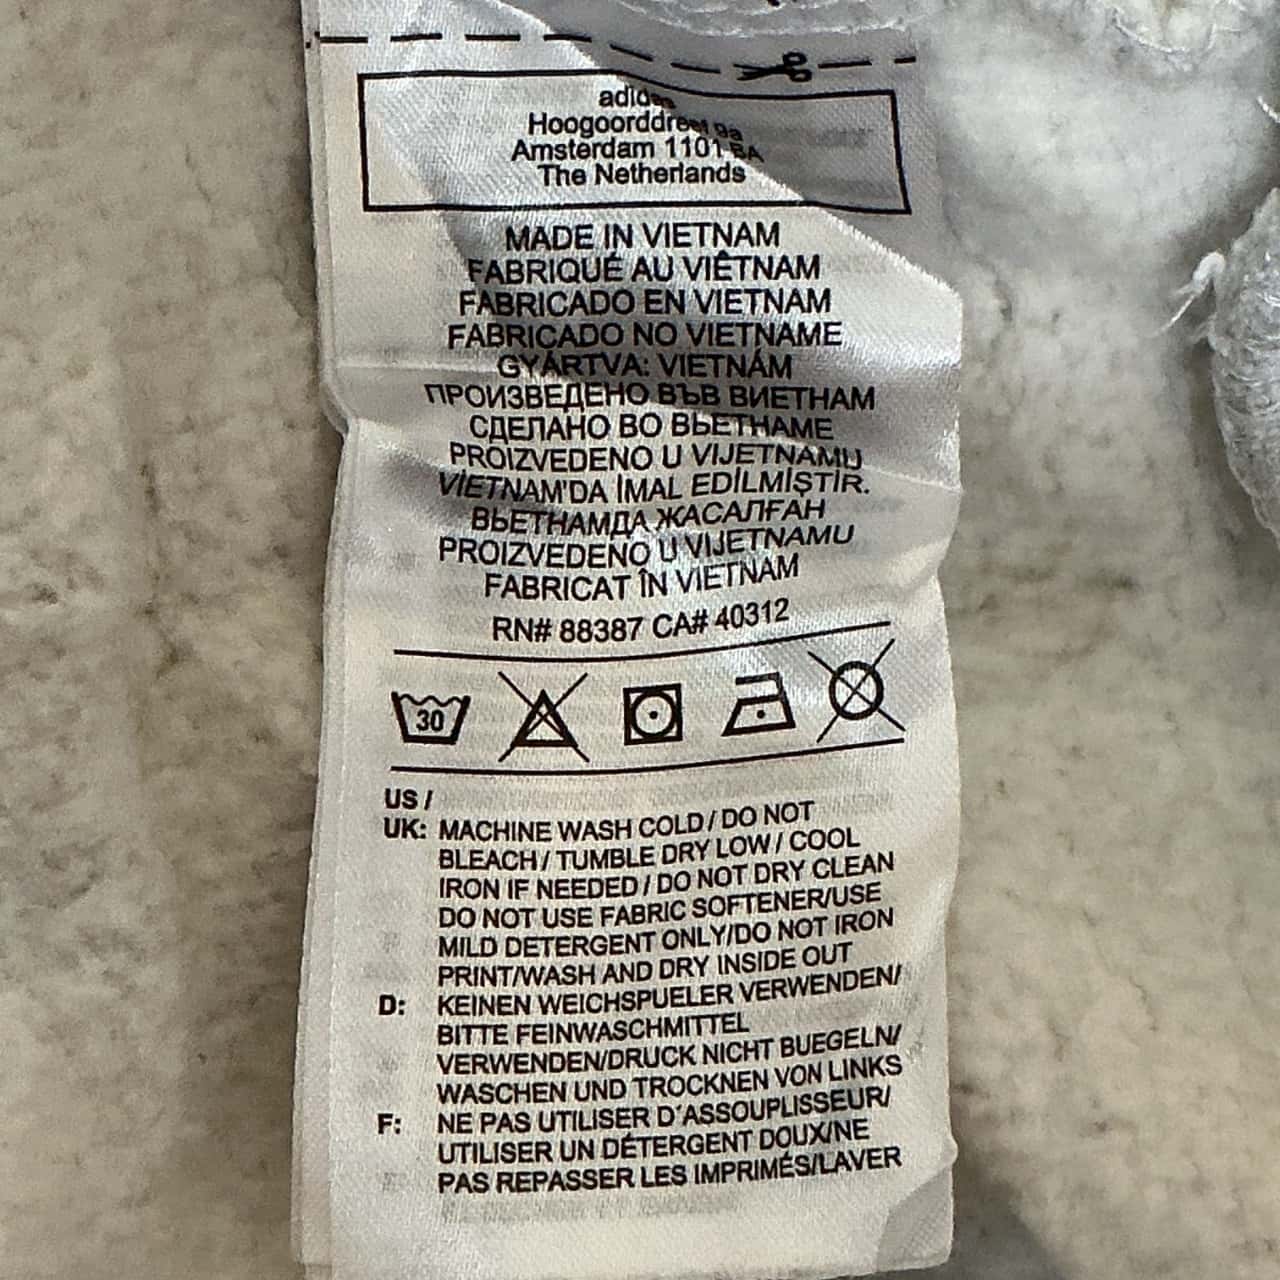 adidas
Hoogoorddreef 9a
Amsterdam 1101 BA
The Netherlands
MADE IN VIETNAM
FABRIQUÉ AU VIÊTNAM
FABRICADO EN VIETNAM
FABRICADO NO VIETNAME
GYÁRTVA: VIETNÁM
ПРОИЗВЕДЕНО ВЪВ ВИЕТНАМ
СДЕЛАНО ВО ВЬЕТНАМЕ
PROIZVEDENO U VIJETNAMU
VİETNAM'DA İMAL EDİLMİŞTİR.
ВЬЕТНАМДА ЖАСАЛҒАН
PROIZVEDENO U VIJETNAMU
FABRICAT ÎN VIETNAM
RN# 88387 CA# 40312
30
US /
UK: MACHINE WASH COLD / DO NOT
BLEACH / TUMBLE DRY LOW / COOL
IRON IF NEEDED / DO NOT DRY CLEAN
DO NOT USE FABRIC SOFTENER/USE
MILD DETERGENT ONLY/DO NOT IRON
PRINT/WASH AND DRY INSIDE OUT
D: KEINEN WEICHSPUELER VERWENDEN/
BITTE FEINWASCHMITTEL
VERWENDEN/DRUCK NICHT BUEGELN/
WASCHEN UND TROCKNEN VON LINKS
F: NE PAS UTILISER D'ASSOUPLISSEUR/
UTILISER UN DÉTERGENT DOUX/NE
PAS REPASSER LES IMPRIMÉS/LAVER